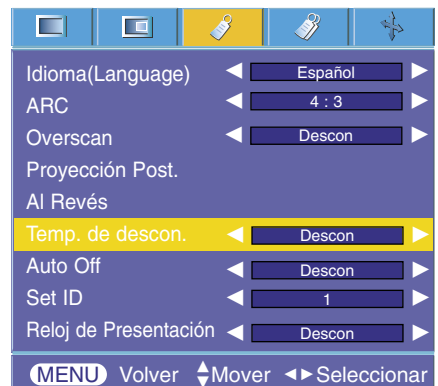 Idioma(Language) Español
ARC 4 : 3
Overscan Descon
Proyección Post.
Al Revés
Temp. de descon. Descon
Auto Off Descon
Set ID 1
Reloj de Presentación Descon
MENU Volver Mover Seleccionar